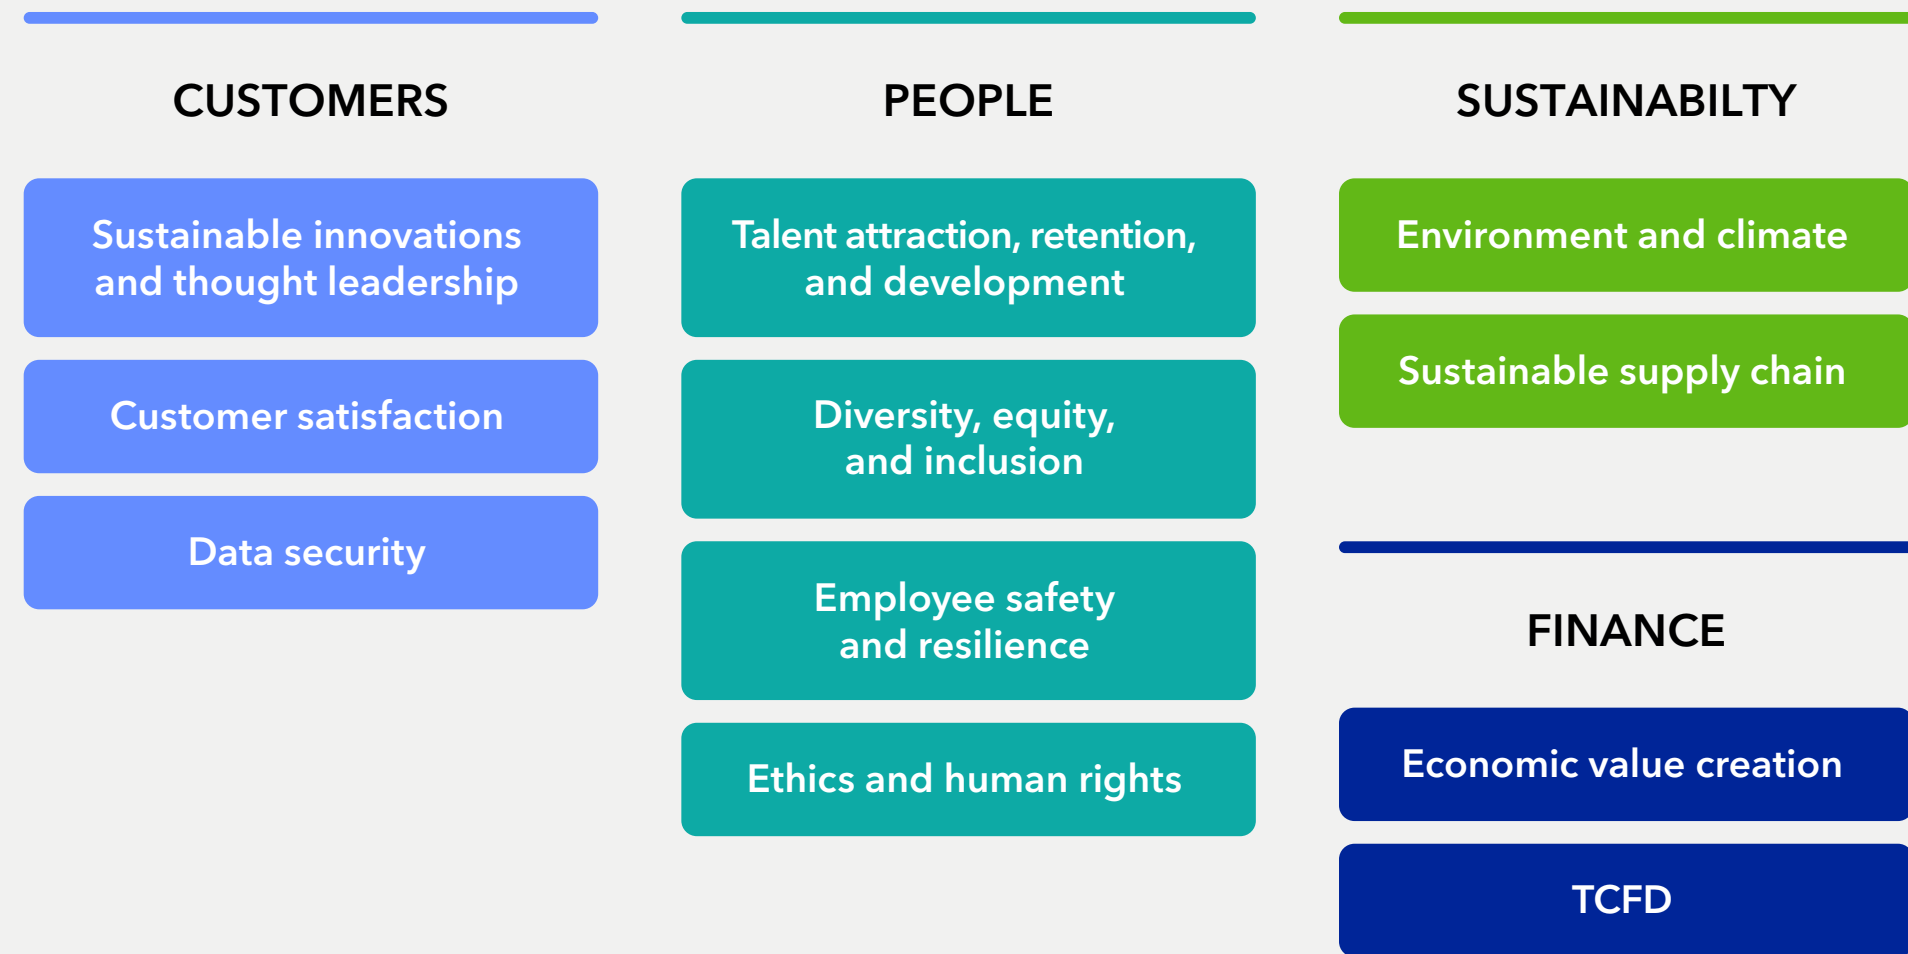 CUSTOMERS
Sustainable innovations
and thought leadership
Customer satisfaction
Data security
PEOPLE
Talent attraction, retention,
and development
Diversity, equity,
and inclusion
Employee safety
and resilience
Ethics and human rights
SUSTAINABILTY
Environment and climate
Sustainable supply chain
FINANCE
Economic value creation
TCFD